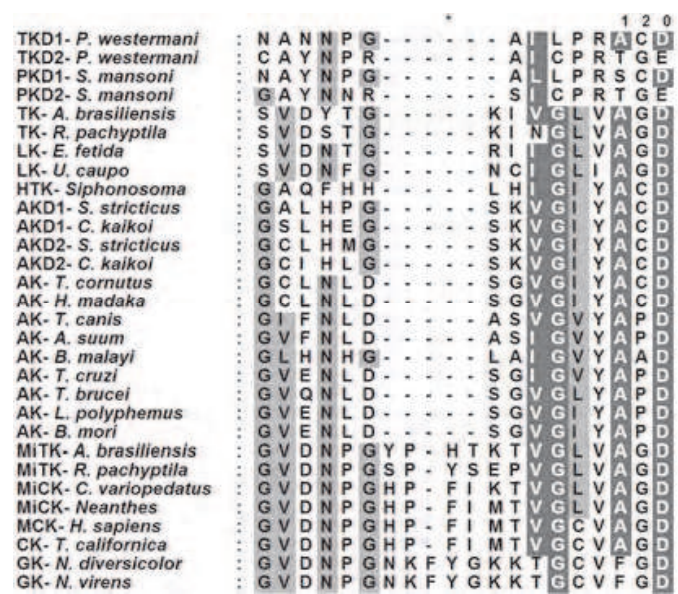 *
1 2 0
TKD1- P. westermani : N A N N P G - - - - - - A I L P R A C D
TKD2- P. westermani : C A Y N P R - - - - - - A I C P R T G E
PKD1- S. mansoni : N A Y N P G - - - - - - A L L P R S C D
PKD2- S. mansoni : G A Y N N R - - - - - - S I C P R T G E
TK- A. brasiliensis : S V D Y T G - - - - - K I V G L V A G D
TK- R. pachyptila : S V D S T G - - - - - K I N G L V A G D
LK- E. fetida : S V D N T G - - - - - R I I G L V A G D
LK- U. caupo : S V D N F G - - - - - N C I G L I A G D
HTK- Siphonosoma : G A Q F H H - - - - - L H I G I Y A C D
AKD1- S. stricticus : G A L H P G - - - - - S K V G I Y A C D
AKD1- C. kaikoi : G S L H E G - - - - - S K V G I Y A C D
AKD2- S. stricticus : G C L H M G - - - - - S K V G I Y A C D
AKD2- C. kaikoi : G C I H L G - - - - - S K V G I Y A C D
AK- T. cornutus : G C L N L D - - - - - S G V G I Y A C D
AK- H. madaka : G C L N L D - - - - - S G V G I Y A C D
AK- T. canis : G I F N L D - - - - - A S V G V Y A P D
AK- A. suum : G V F N L D - - - - - A S I G V Y A P D
AK- B. malayi : G L H N H G - - - - - L A I G V Y A A D
AK- T. cruzi : G V E N L D - - - - - S G I G V Y A P D
AK- T. brucei : G V Q N L D - - - - - S G V G L Y A P D
AK- L. polyphemus : G V E N L D - - - - - S G V G I Y A P D
AK- B. mori : G V E N L D - - - - - S G V G I Y A P D
MiTK- A. brasiliensis : G V D N P G Y P - H T K T V G L V A G D
MiTK- R. pachyptila : G V D N P G S P - Y S E P V G L V A G D
MiCK- C. variopedatus : G V D N P G H P - F I K T V G L V A G D
MiCK- Neanthes : G V D N P G H P - F I M T V G L V A G D
MCK- H. sapiens : G V D N P G H P - F I M T V G C V A G D
CK- T. californica : G V D N P G H P - F I M T V G C V A G D
GK- N. diversicolor : G V D N P G N K F Y G K K T G C V F G D
GK- N. virens : G V D N P G N K F Y G K K T G C V F G D